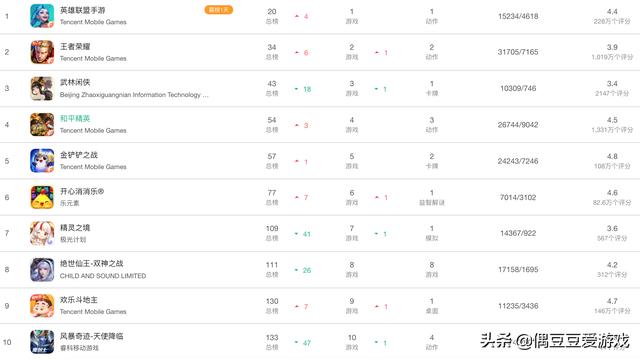 1 英雄联盟手游 霸榜1天 20 4 1 1 15234/4618 4.4
Tencent Mobile Games 总榜 游戏 动作 228万个评分
2 王者荣耀 34 6 2 1 2 31705/7165 3.9
Tencent Mobile Games 总榜 游戏 动作 1,019万个评分
3 武林闲侠 43 18 3 1 1 10309/746 3.4
Beijing Zhaoxiguangnian Information Technology ... 总榜 游戏 卡牌 2147个评分
4 和平精英 54 3 4 3 26744/9042 4.5
Tencent Mobile Games 总榜 游戏 动作 1,331万个评分
5 金铲铲之战 57 1 5 2 24243/7246 4.8
Tencent Mobile Games 总榜 游戏 卡牌 108万个评分
6 开心消消乐® 77 7 6 1 1 7014/3102 4.6
乐元素 总榜 游戏 益智解谜 82.6万个评分
7 精灵之境 109 41 7 1 1 14367/922 3.6
极光计划 总榜 游戏 模拟 567个评分
8 绝世仙王-双神之战 111 26 8 8 17158/1695 4.2
CHILD AND SOUND LIMITED 总榜 游戏 游戏 312个评分
9 欢乐斗地主 130 7 9 1 1 11235/3436 4.7
Tencent Mobile Games 总榜 游戏 桌面 146万个评分
10 风暴奇迹-天使降临 133 47 10 1 4
睿科移动游戏 总榜 游戏 动作
头条 @偶豆豆爱游戏